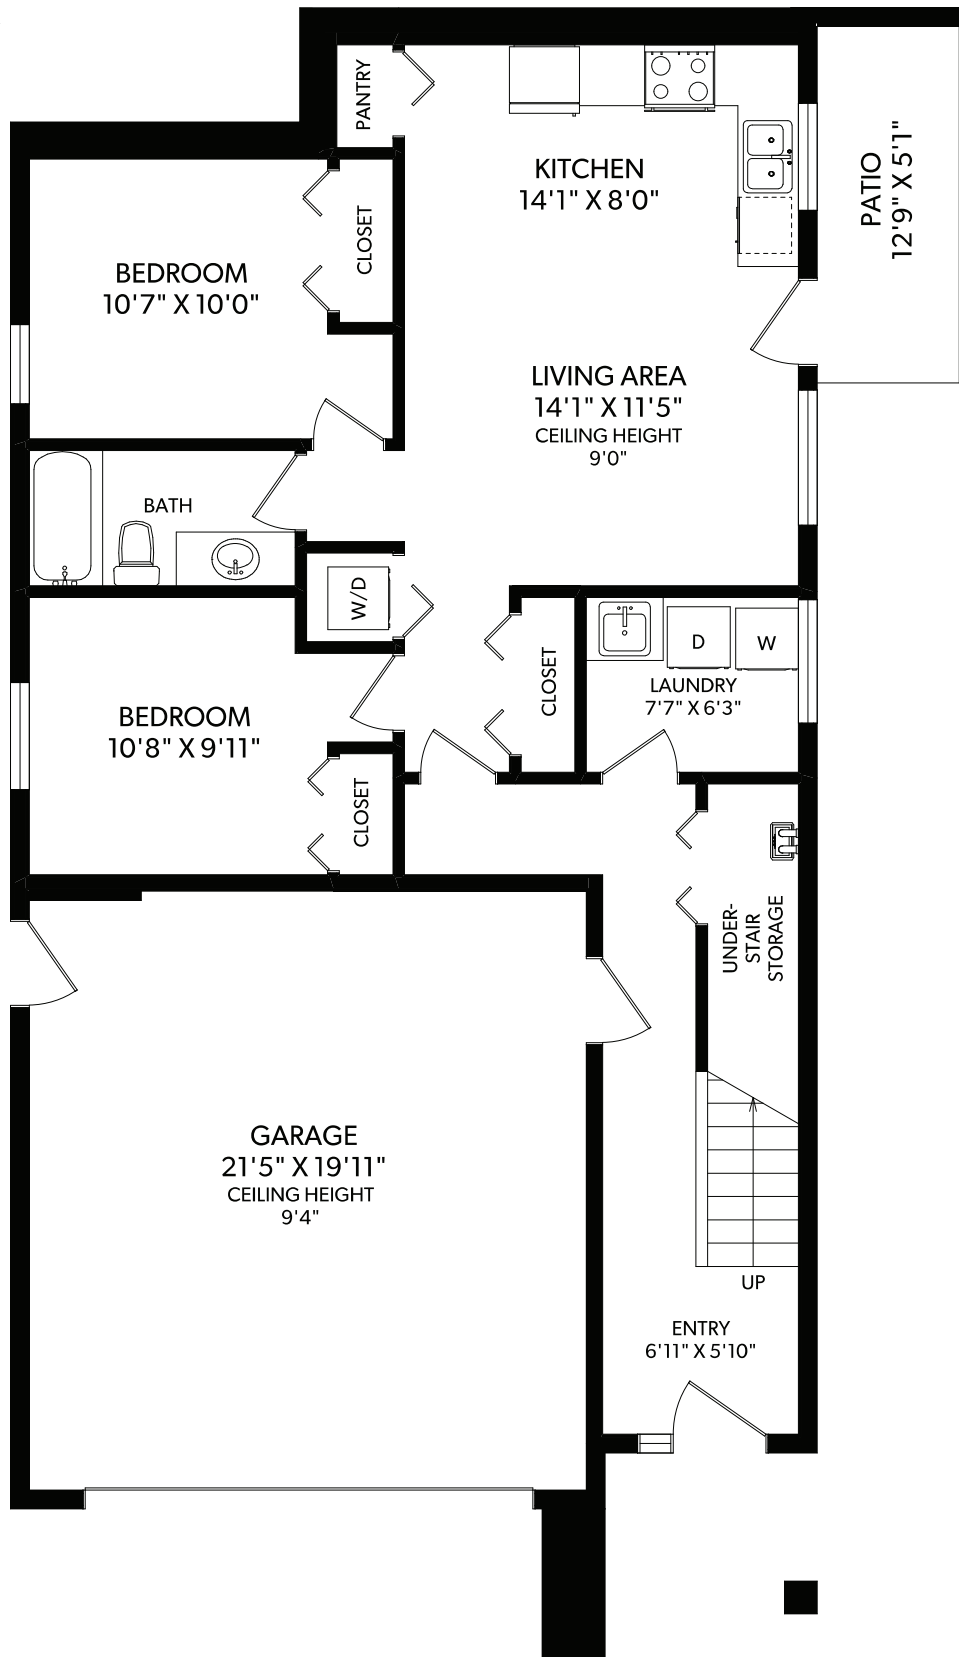 PANTRY
KITCHEN
14'1" X 8'0"
PATIO
12'9" X 5'1"
CLOSET
BEDROOM
10'7" X 10'0"
LIVING AREA
14'1" X 11'5"
CEILING HEIGHT
9'0"
BATH
W/D
D
W
CLOSET
LAUNDRY
7'7" X 6'3"
BEDROOM
10'8" X 9'11"
CLOSET
UNDER-
STAIR
STORAGE
GARAGE
21'5" X 19'11"
CEILING HEIGHT
9'4"
UP
ENTRY
6'11" X 5'10"